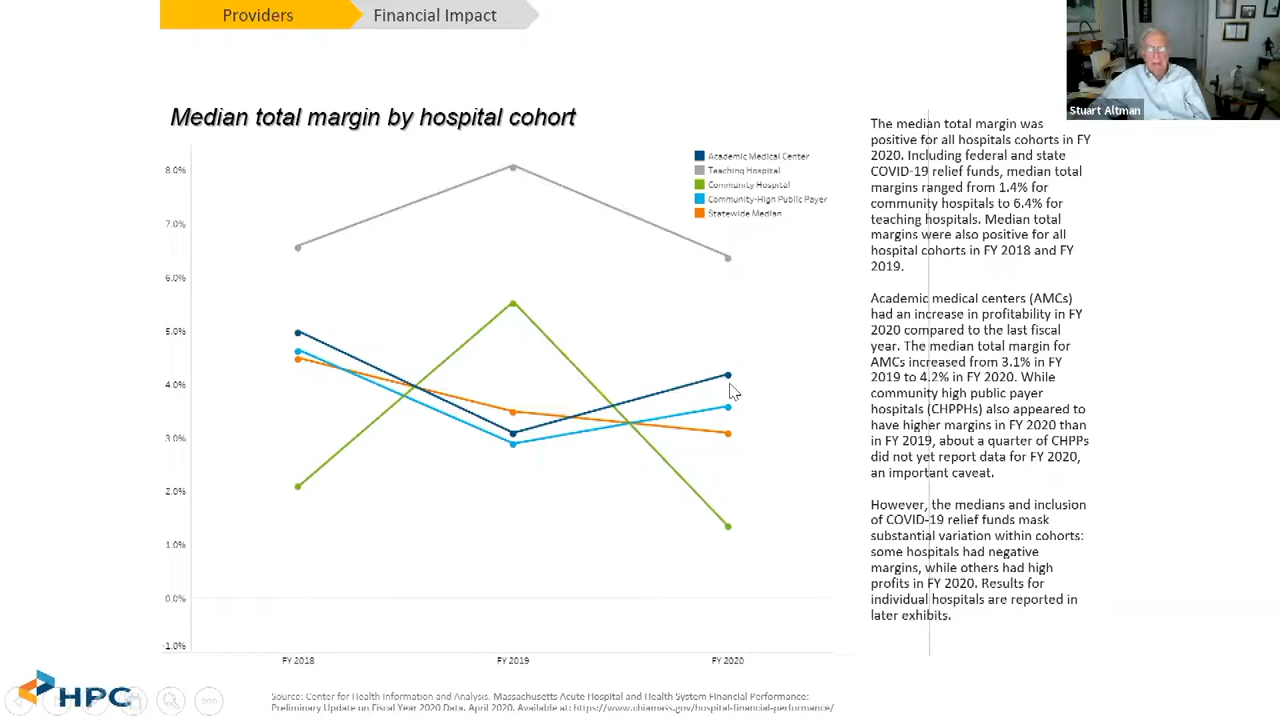 Providers
Financial Impact
Stuart Altman
Median total margin by hospital cohort
Academic Medical Center
Teaching Hospital
Community Hospital
Community-High Public Payer
Statewide Median
8.0%
7.0%
6.0%
5.0%
4.0%
3.0%
2.0%
1.0%
0.0%
-1.0%
FY 2018
FY 2019
FY 2020
The median total margin was
positive for all hospitals cohorts in FY
2020. Including federal and state
COVID-19 relief funds, median total
margins ranged from 1.4% for
community hospitals to 6.4% for
teaching hospitals. Median total
margins were also positive for all
hospital cohorts in FY 2018 and FY
2019.
Academic medical centers (AMCs)
had an increase in profitability in FY
2020 compared to the last fiscal
year. The median total margin for
AMCs increased from 3.1% in FY
2019 to 4.2% in FY 2020. While
community high public payer
hospitals (CHPPHs) also appeared to
have higher margins in FY 2020 than
in FY 2019, about a quarter of CHPPs
did not yet report data for FY 2020,
an important caveat.
However, the medians and inclusion
of COVID-19 relief funds mask
substantial variation within cohorts:
some hospitals had negative
margins, while others had high
profits in FY 2020. Results for
individual hospitals are reported in
later exhibits.
HPC
Source: Center for Health Information and Analysis. Massachusetts Acute Hospital and Health System Financial Performance:
Preliminary Update on Fiscal Year 2020 Data. April 2020. Available at: https://www.chiamass.gov/hospital-financial-performance/